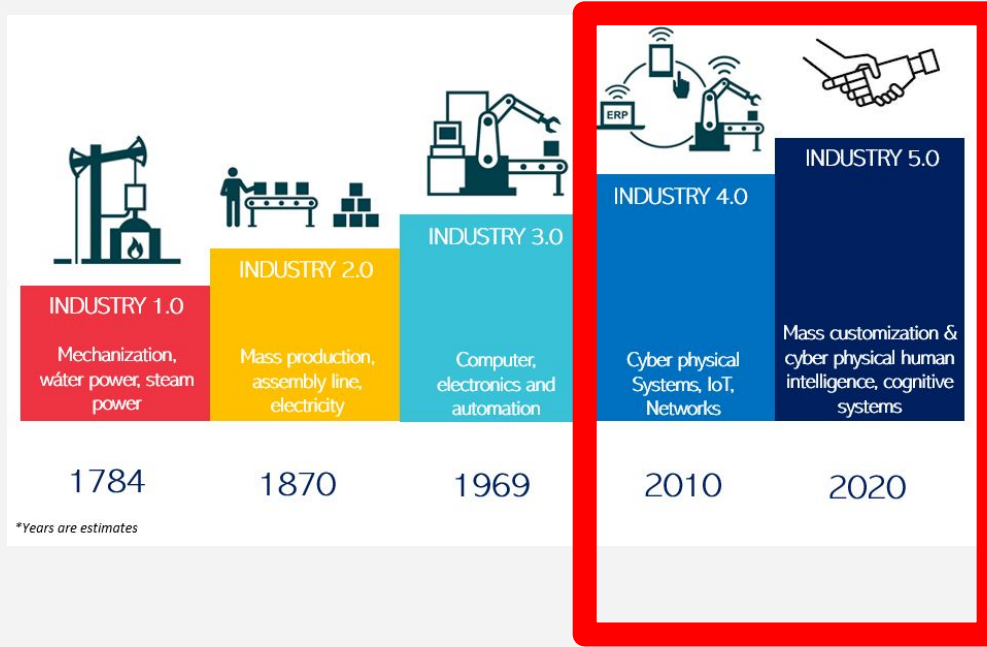 ERP
INDUSTRY 1.0
Mechanization,
wáter power, steam
power
1784
INDUSTRY 2.0
Mass production,
assembly line,
electricity
1870
INDUSTRY 3.0
Computer,
electronics and
automation
1969
INDUSTRY 4.0
Cyber physical
Systems, IoT,
Networks
2010
INDUSTRY 5.0
Mass customization &
cyber physical human
intelligence, cognitive
systems
2020
*Years are estimates